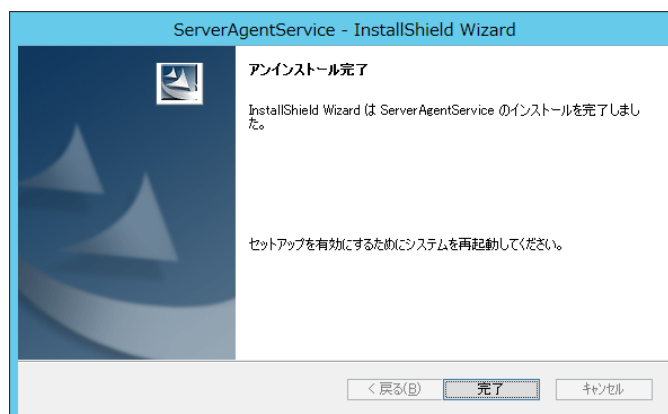 ServerAgentService - InstallShield Wizard
アンインストール完了
InstallShield Wizard は ServerAgentService のインストールを完了しまし
た。
セットアップを有効にするためにシステムを再起動してください。
< 戻る(B)
完了
キャンセル